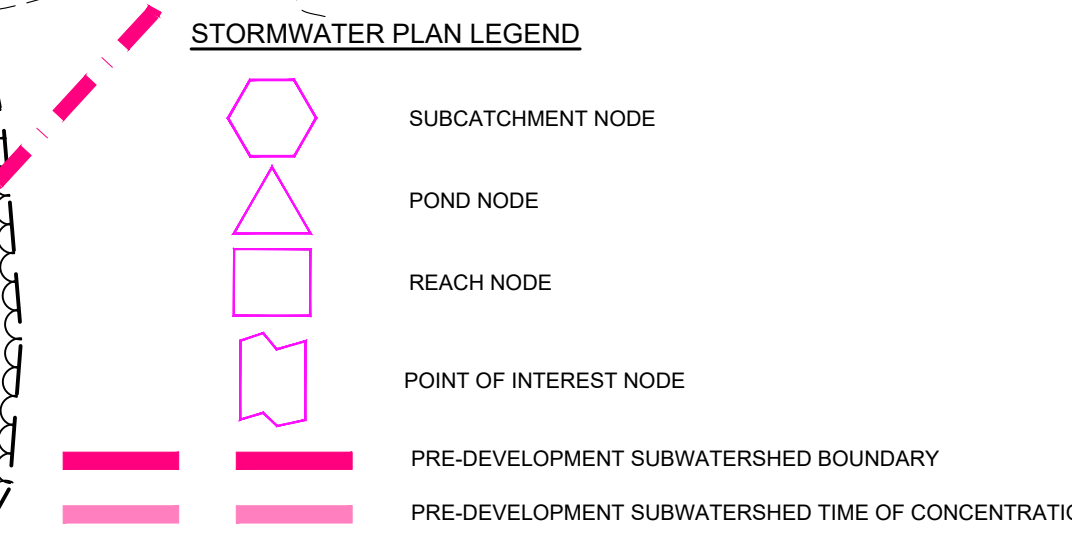 STORMWATER PLAN LEGEND
SUBCATCHMENT NODE
POND NODE
REACH NODE
POINT OF INTEREST NODE
PRE-DEVELOPMENT SUBWATERSHED BOUNDARY
PRE-DEVELOPMENT SUBWATERSHED TIME OF